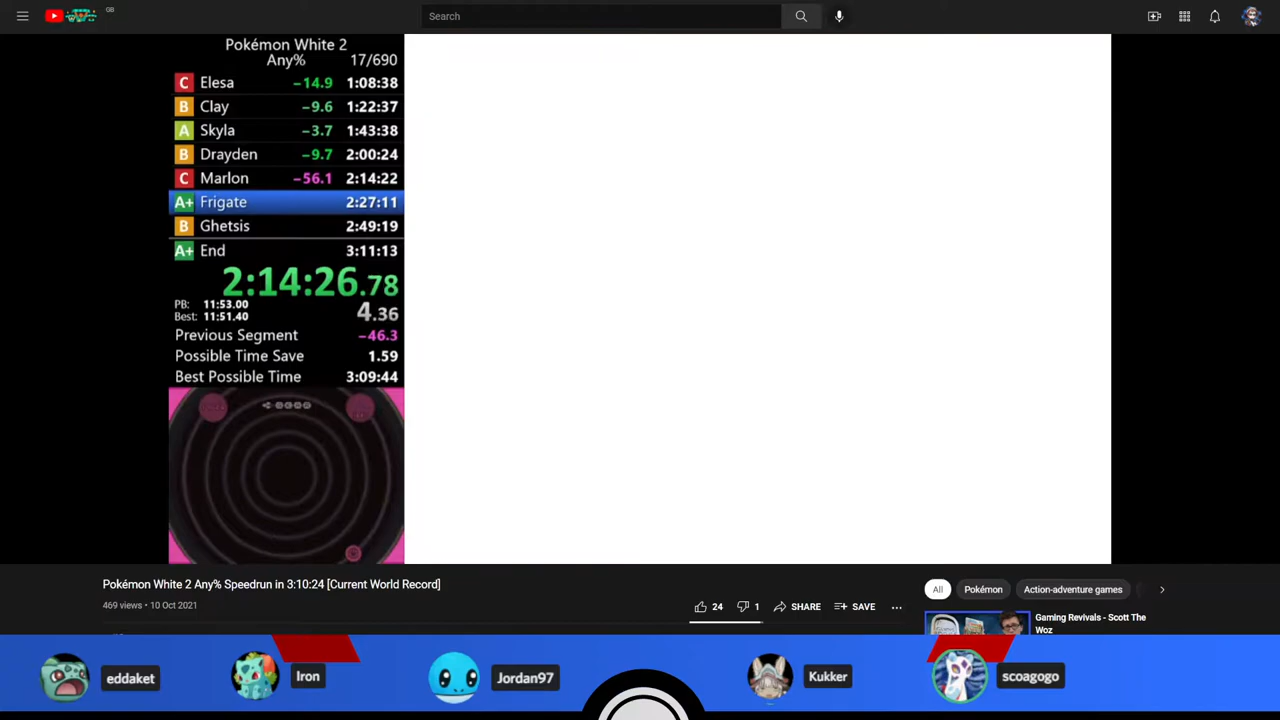 GB
Search
Pokémon White 2
Any% 17/690
C Elesa -14.9 1:08:38
B Clay -9.6 1:22:37
A Skyla -3.7 1:43:38
B Drayden -9.7 2:00:24
C Marlon -56.1 2:14:22
A+ Frigate 2:27:11
B Ghetsis 2:49:19
A+ End 3:11:13
2:14:26.78
PB: 11:53.00
Best: 11:51.40
4.36
Previous Segment -46.3
Possible Time Save 1.59
Best Possible Time 3:09:44
Pokémon White 2 Any% Speedrun in 3:10:24 [Current World Record]
469 views • 10 Oct 2021
24 1 SHARE SAVE
All Pokémon Action-adventure games
Gaming Revivals - Scott The
Woz
eddaket Iron Jordan97 Kukker scoagogo